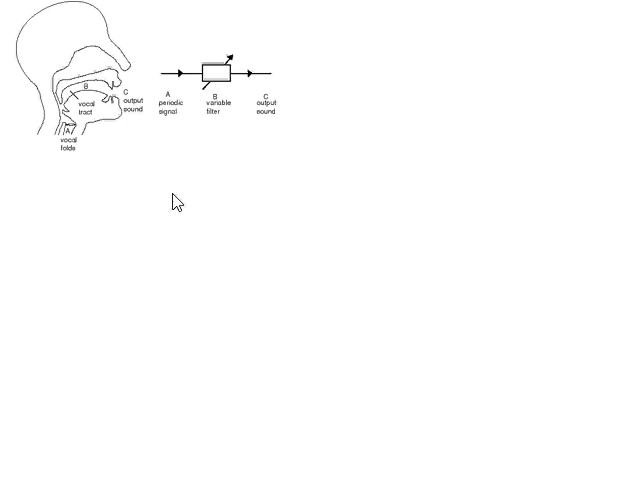 B
vocal
tract
C
output
sound
A
vocal
folds
A
periodic
signal
B
variable
filter
C
output
sound